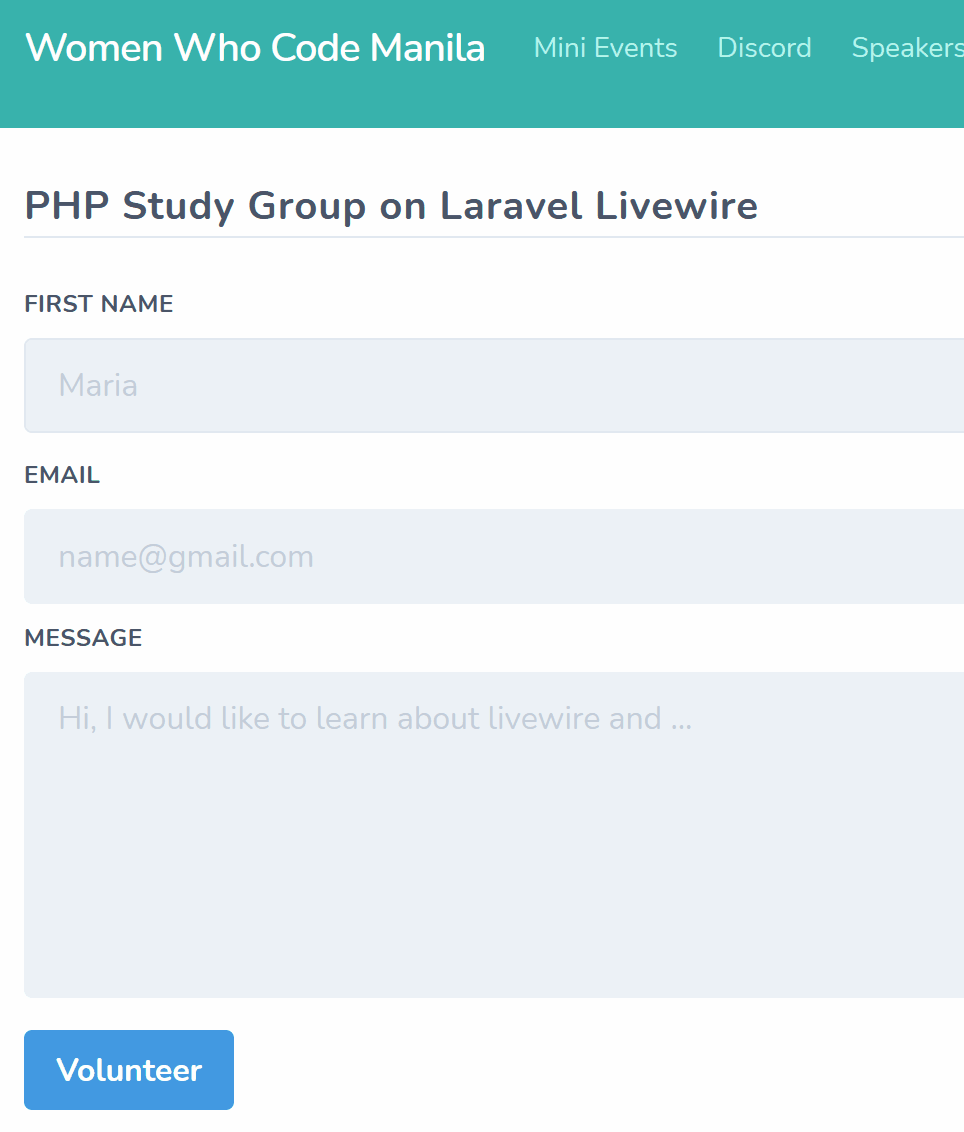 Women Who Code Manila Mini Events Discord Speakers
PHP Study Group on Laravel Livewire
FIRST NAME
Maria
EMAIL
name@gmail.com
MESSAGE
Hi, I would like to learn about livewire and ...
Volunteer